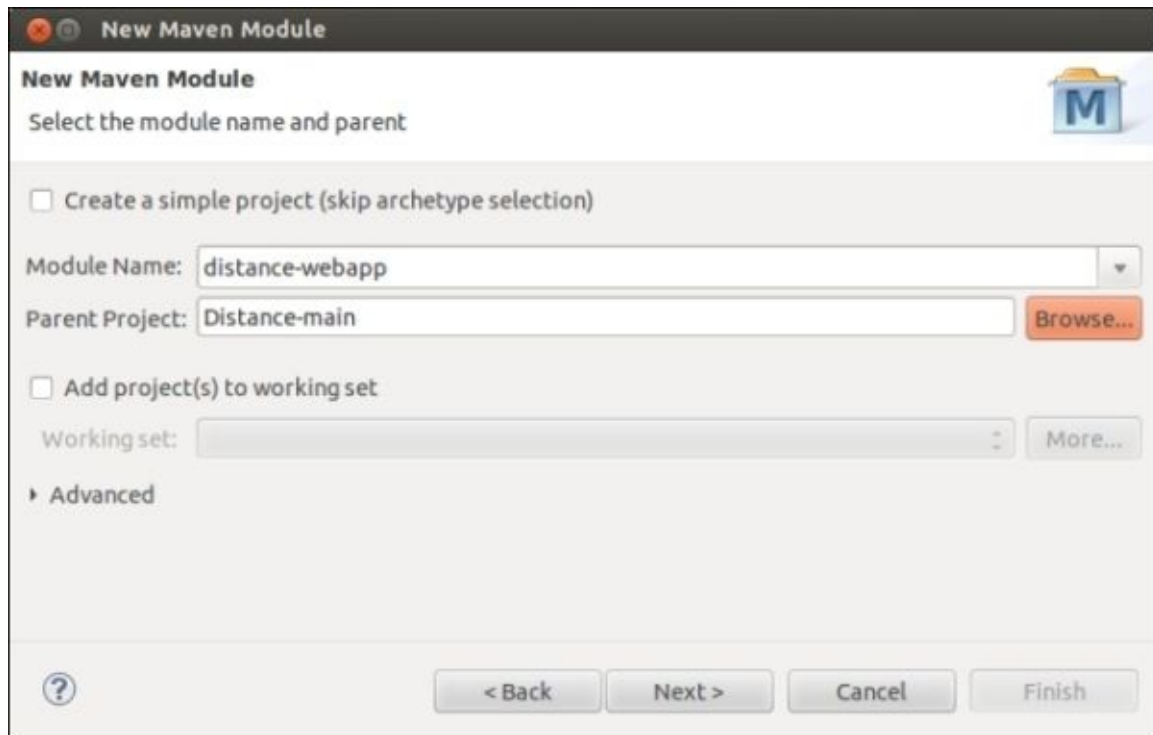 New Maven Module
New Maven Module
Select the module name and parent
M
Create a simple project (skip archetype selection)
Module Name: distance-webapp
Parent Project: Distance-main Browse...
Add project(s) to working set
Working set: More...
Advanced
? < Back Next > Cancel Finish